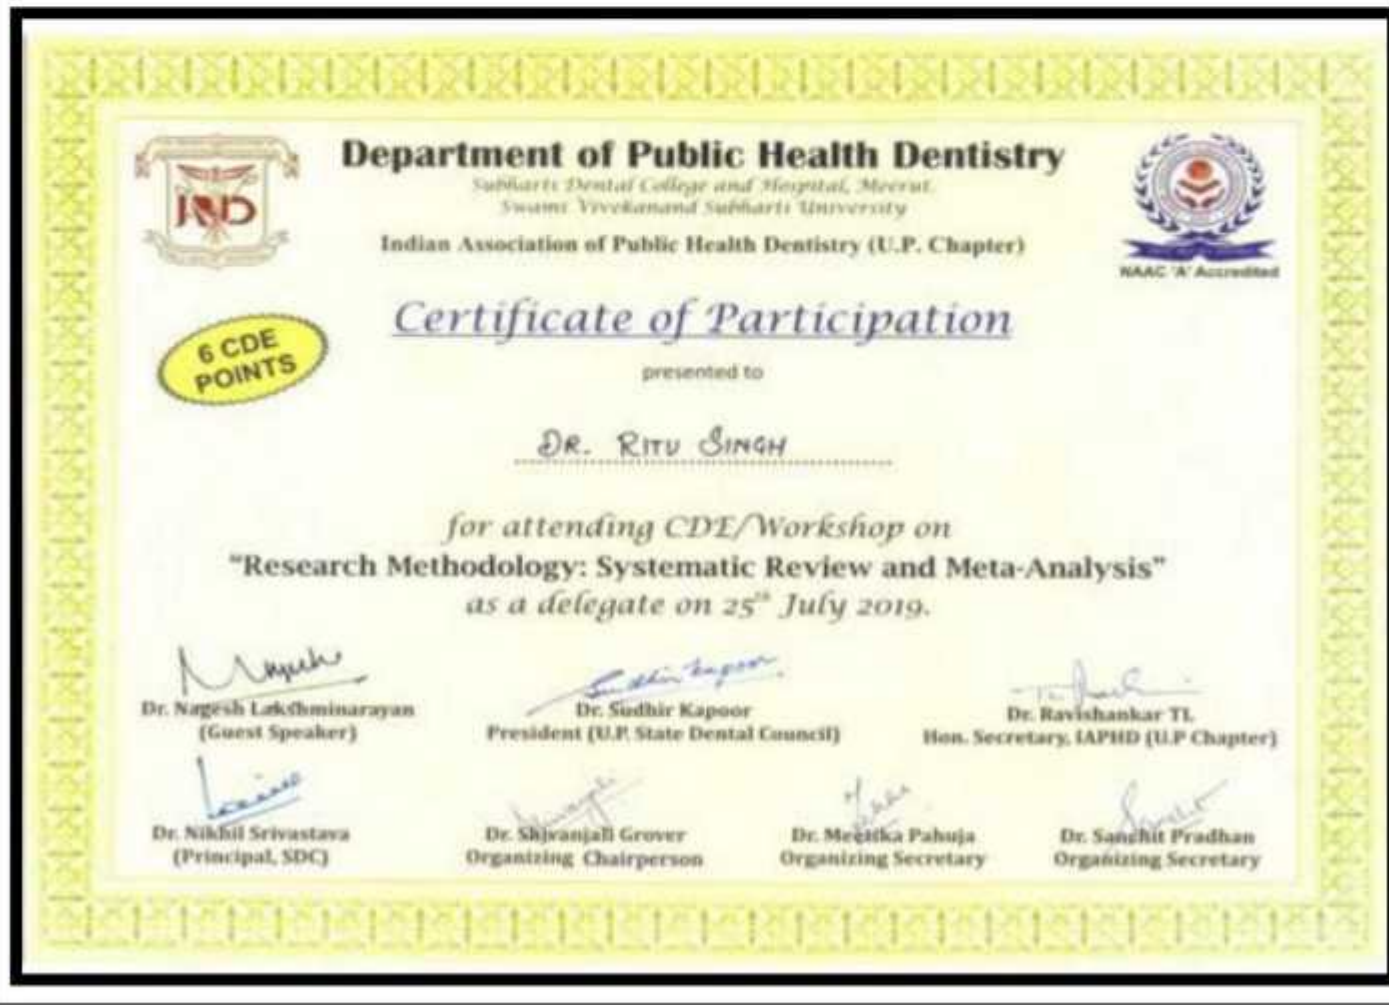 Department of Public Health Dentistry
Subharti Dental College and Hospital, Meerut.
Swami Vivekanand Subharti University
Indian Association of Public Health Dentistry (U.P. Chapter)
NAAC 'A' Accredited
Certificate of Participation
6 CDE
POINTS
presented to
DR. RITU SINGH
for attending CDE/Workshop on
"Research Methodology: Systematic Review and Meta-Analysis"
as a delegate on 25th July 2019.
Dr. Nagesh Lakshminarayan
(Guest Speaker)
Sudhir Kapoor
Dr. Sudhir Kapoor
President (U.P. State Dental Council)
Dr. Ravishankar TL
Hon. Secretary, IAPHD (U.P Chapter)
Dr. Nikhil Srivastava
(Principal, SDC)
Dr. Shivanjali Grover
Organizing Chairperson
Dr. Meetika Pahuja
Organizing Secretary
Dr. Sanchit Pradhan
Organizing Secretary